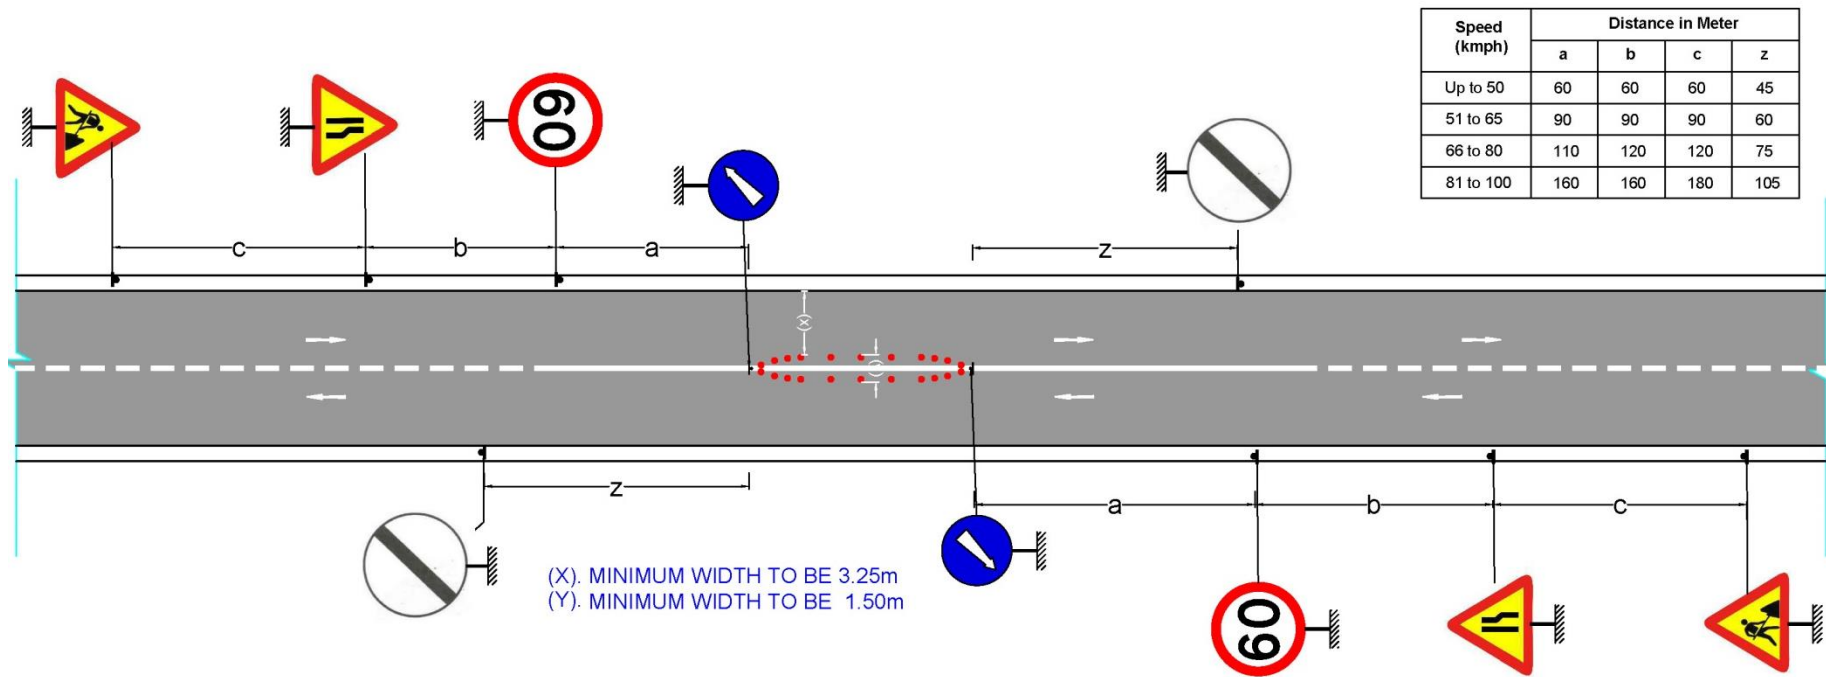 Speed
(kmph)
Distance in Meter
a b c z
Up to 50 60 60 60 45
51 to 65 90 90 90 60
66 to 80 110 120 120 75
81 to 100 160 160 180 105
60
c b a z
(x)
(y)
z a b c
(X). MINIMUM WIDTH TO BE 3.25m
(Y). MINIMUM WIDTH TO BE 1.50m
60